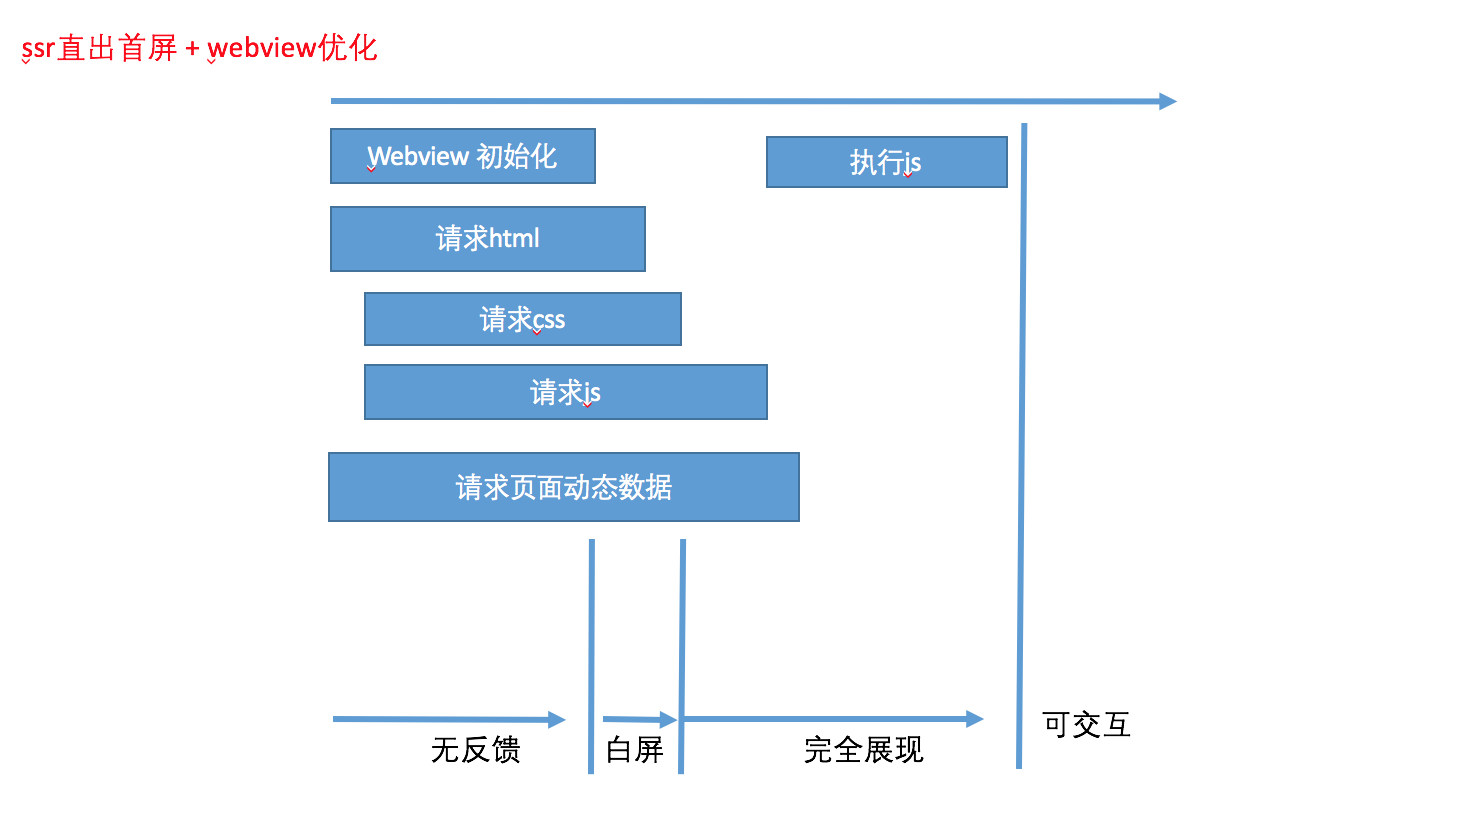 ssr直出首屏 + webview优化
Webview 初始化
执行js
请求html
请求css
请求js
请求页面动态数据
无反馈
白屏
完全展现
可交互